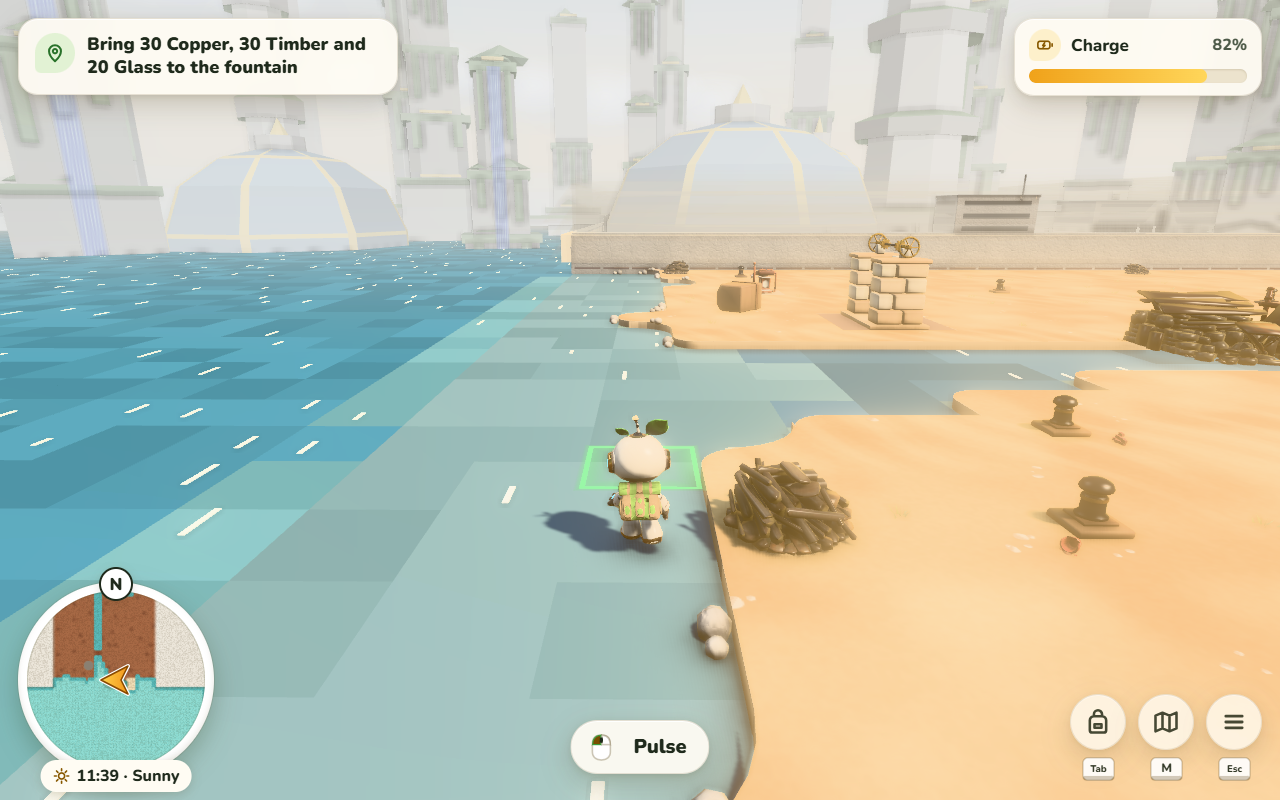 Bring 30 Copper, 30 Timber and
20 Glass to the fountain
Charge 82%
N
11:39 · Sunny
Pulse
Tab
M
Esc